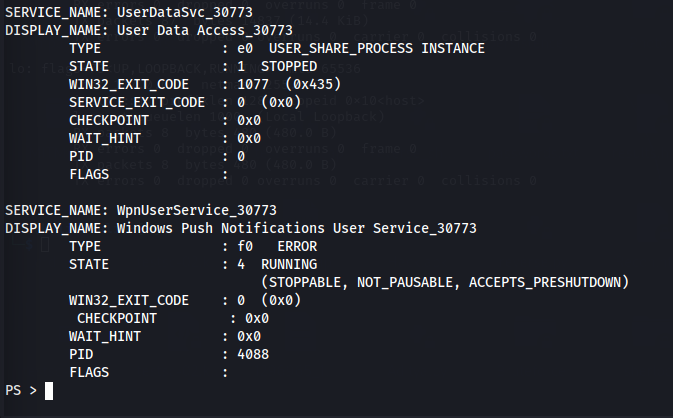 SERVICE_NAME: UserDataSvc_30773
DISPLAY_NAME: User Data Access_30773
TYPE : e0 USER_SHARE_PROCESS INSTANCE
STATE : 1 STOPPED
WIN32_EXIT_CODE : 1077 (0x435)
SERVICE_EXIT_CODE : 0 (0x0)
CHECKPOINT : 0x0
WAIT_HINT : 0x0
PID : 0
FLAGS :
SERVICE_NAME: WpnUserService_30773
DISPLAY_NAME: Windows Push Notifications User Service_30773
TYPE : f0 ERROR
STATE : 4 RUNNING
(STOPPABLE, NOT_PAUSABLE, ACCEPTS_PRESHUTDOWN)
WIN32_EXIT_CODE : 0 (0x0)
CHECKPOINT : 0x0
WAIT_HINT : 0x0
PID : 4088
FLAGS :
PS >